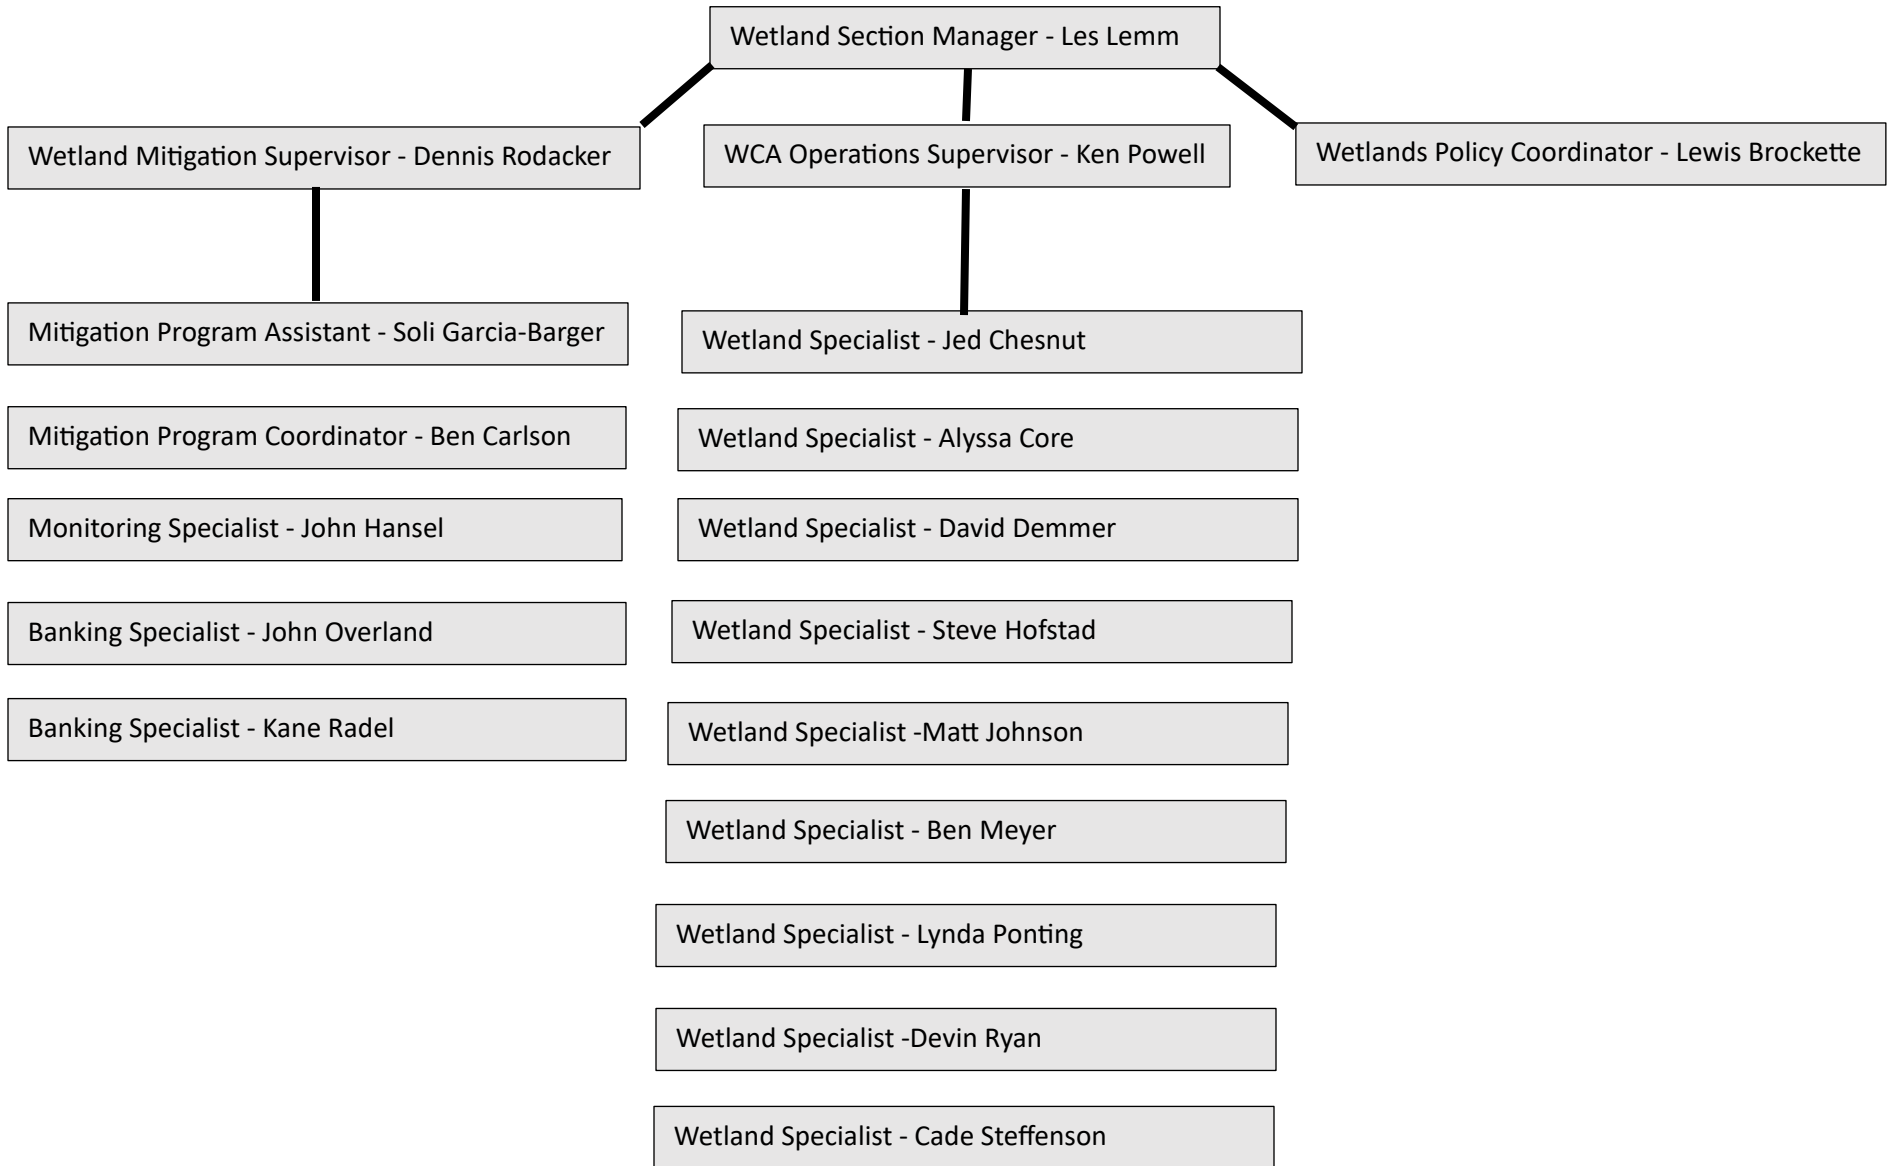 Wetland Section Manager - Les Lemm
Wetland Mitigation Supervisor - Dennis Rodacker
WCA Operations Supervisor - Ken Powell
Wetlands Policy Coordinator - Lewis Brockette
Mitigation Program Assistant - Soli Garcia-Barger
Mitigation Program Coordinator - Ben Carlson
Monitoring Specialist - John Hansel
Banking Specialist - John Overland
Banking Specialist - Kane Radel
Wetland Specialist - Jed Chesnut
Wetland Specialist - Alyssa Core
Wetland Specialist - David Demmer
Wetland Specialist - Steve Hofstad
Wetland Specialist -Matt Johnson
Wetland Specialist - Ben Meyer
Wetland Specialist - Lynda Ponting
Wetland Specialist -Devin Ryan
Wetland Specialist - Cade Steffenson